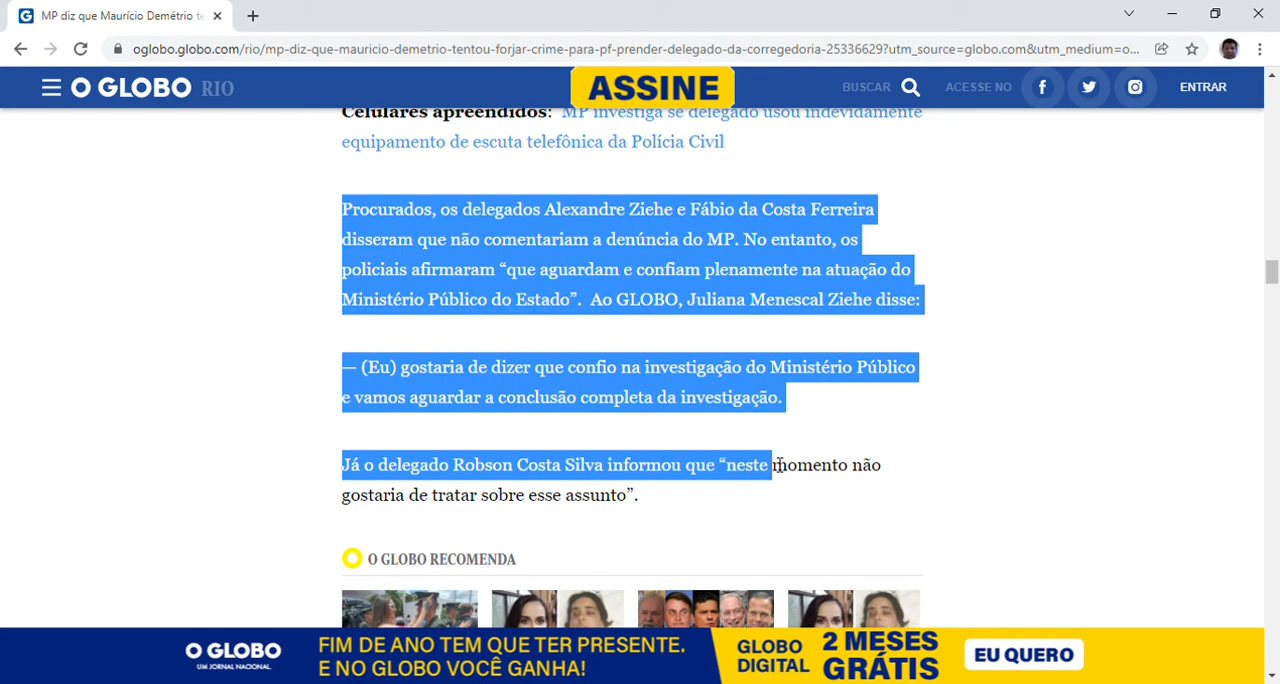 MP diz que Maurício Demétrio te
oglobo.globo.com/rio/mp-diz-que-mauricio-demetrio-tentou-forjar-crime-para-pf-prender-delegado-da-corregedoria-25336629?utm_source=globo.com&utm_medium=o...
O GLOBO RIO
ASSINE
BUSCAR
ACESSE NO
ENTRAR
Celulares apreendidos: MP investiga se delegado usou indevidamente
equipamento de escuta telefônica da Polícia Civil
Procurados, os delegados Alexandre Ziehe e Fábio da Costa Ferreira
disseram que não comentariam a denúncia do MP. No entanto, os
policiais afirmaram “que aguardam e confiam plenamente na atuação do
Ministério Público do Estado”. Ao GLOBO, Juliana Menescal Ziehe disse:
— (Eu) gostaria de dizer que confio na investigação do Ministério Público
e vamos aguardar a conclusão completa da investigação.
Já o delegado Robson Costa Silva informou que “neste momento não
gostaria de tratar sobre esse assunto”.
O GLOBO RECOMENDA
O GLOBO
UM JORNAL NACIONAL
FIM DE ANO TEM QUE TER PRESENTE.
E NO GLOBO VOCÊ GANHA!
GLOBO
DIGITAL
2 MESES
GRÁTIS
EU QUERO